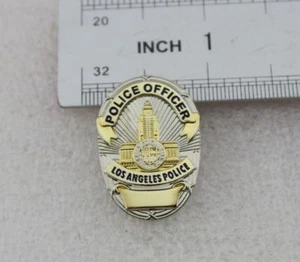 20
INCH 1
32
POLICE OFFICER
LOS ANGELES POLICE